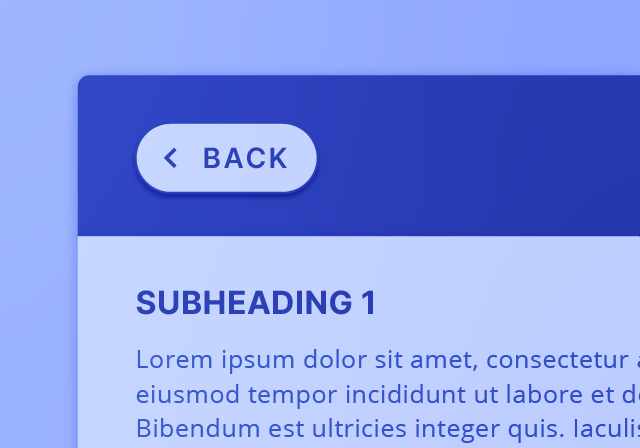 BACK
SUBHEADING 1
Lorem ipsum dolor sit amet, consectetur
eiusmod tempor incididunt ut labore et
Bibendum est ultricies integer quis.